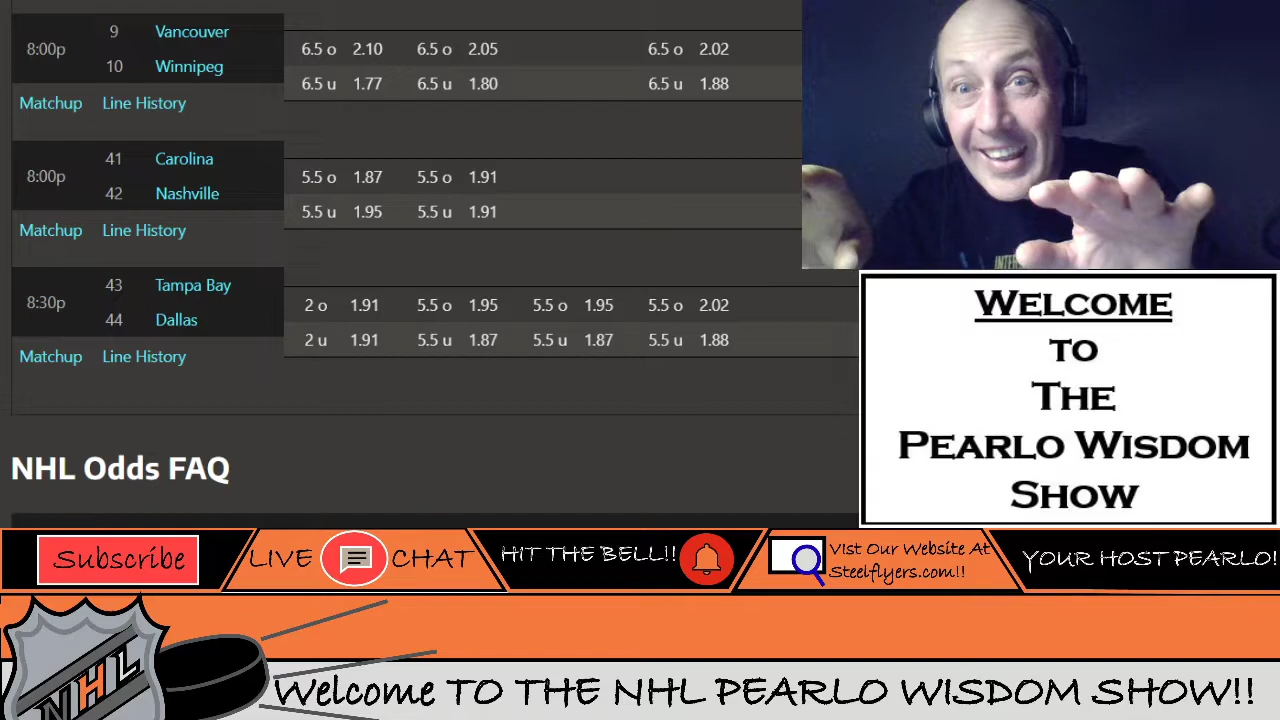 9 Vancouver
8:00p
10 Winnipeg
6.5 o 2.10 6.5 o 2.05 6.5 o 2.02
6.5 u 1.77 6.5 u 1.80 6.5 u 1.88
Matchup Line History
41 Carolina
8:00p
42 Nashville
5.5 o 1.87 5.5 o 1.91
5.5 u 1.95 5.5 u 1.91
Matchup Line History
43 Tampa Bay
8:30p
44 Dallas
2 o 1.91 5.5 o 1.95 5.5 o 1.95 5.5 o 2.02
2 u 1.91 5.5 u 1.87 5.5 u 1.87 5.5 u 1.88
Matchup Line History
NHL Odds FAQ
WELCOME
TO
THE
PEARLO WISDOM
SHOW
Subscribe
LIVE CHAT
HIT THE BELL!!
VIst Our WebSite At
Steelflyers.com!!
YOUR HOST PEARLO!
NHL
Welcome TO THE NHL PEARLO WISDOM SHOW!!